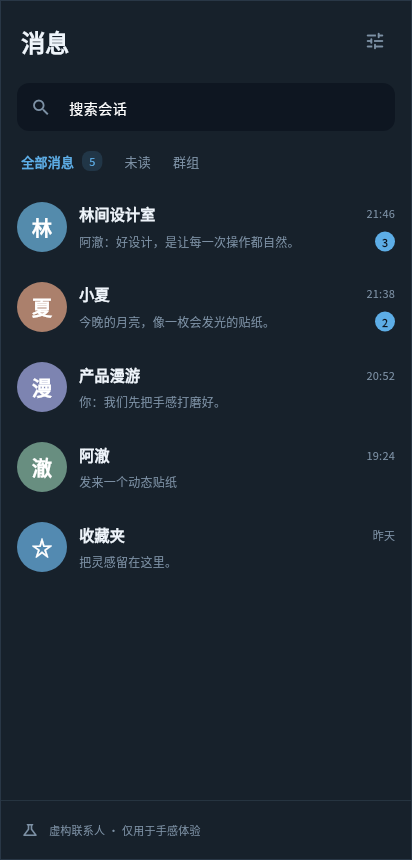 消息
搜索会话
全部消息 5 未读 群组
林 林间设计室 21:46
阿澈：好设计，是让每一次操作都自然。 3
夏 小夏 21:38
今晚的月亮，像一枚会发光的贴纸。 2
漫 产品漫游 20:52
你：我们先把手感打磨好。
澈 阿澈 19:24
发来一个动态贴纸
☆ 收藏夹 昨天
把灵感留在这里。
虚构联系人 · 仅用于手感体验